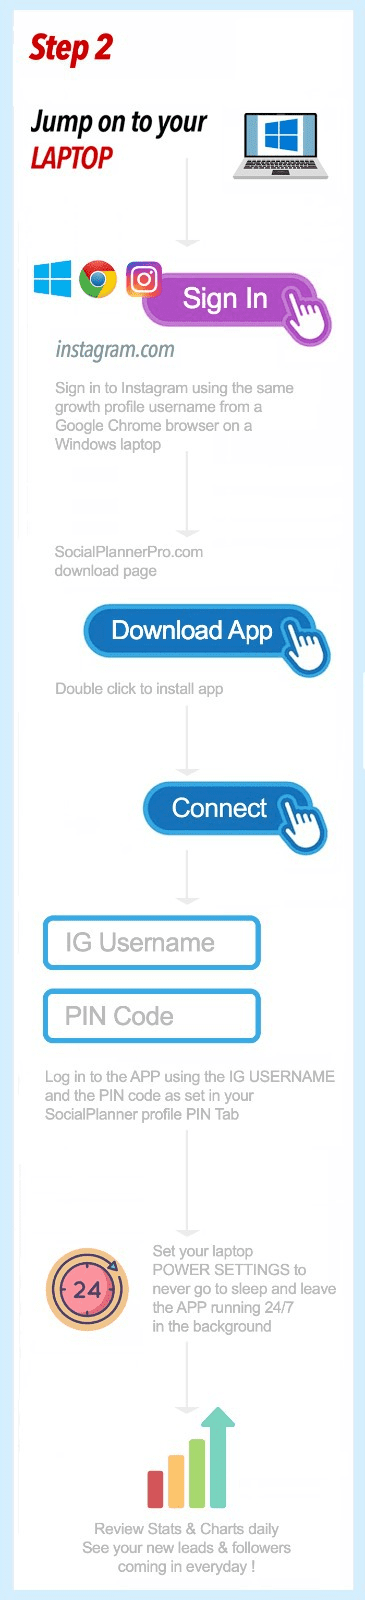 Step 2
Jump on to your
LAPTOP
Sign In
instagram.com
Sign in to Instagram using the same
growth profile username from a
Google Chrome browser on a
Windows laptop
SocialPlannerPro.com
download page
Download App
Double click to install app
Connect
IG Username
PIN Code
Log in to the APP using the IG USERNAME
and the PIN code as set in your
SocialPlanner profile PIN Tab
24
Set your laptop
POWER SETTINGS to
never go to sleep and leave
the APP running 24/7
in the background
Review Stats & Charts daily
See your new leads & followers
coming in everyday !